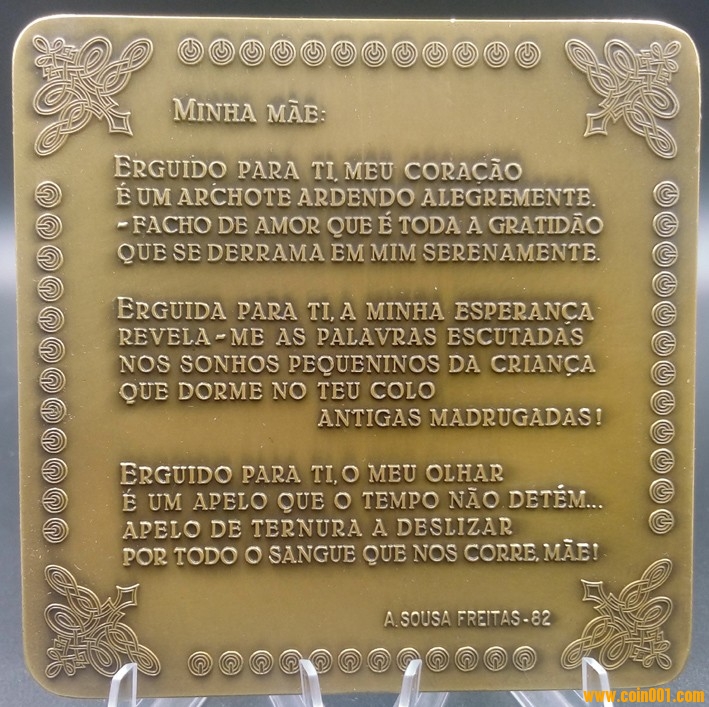 MINHA MÃE:
ERGUIDO PARA TI, MEU CORAÇÃO
É UM ARCHOTE ARDENDO ALEGREMENTE.
-FACHO DE AMOR QUE É TODA A GRATIDÃO
QUE SE DERRAMA EM MIM SERENAMENTE.
ERGUIDA PARA TI, A MINHA ESPERANÇA
REVELA-ME AS PALAVRAS ESCUTADAS
NOS SONHOS PEQUENINOS DA CRIANÇA
QUE DORME NO TEU COLO
ANTIGAS MADRUGADAS!
ERGUIDO PARA TI, O MEU OLHAR
É UM APELO QUE O TEMPO NÃO DETÉM...
APELO DE TERNURA A DESLIZAR
POR TODO O SANGUE QUE NOS CORRE, MÃE!
A. SOUSA FREITAS-82
www.coin001.com